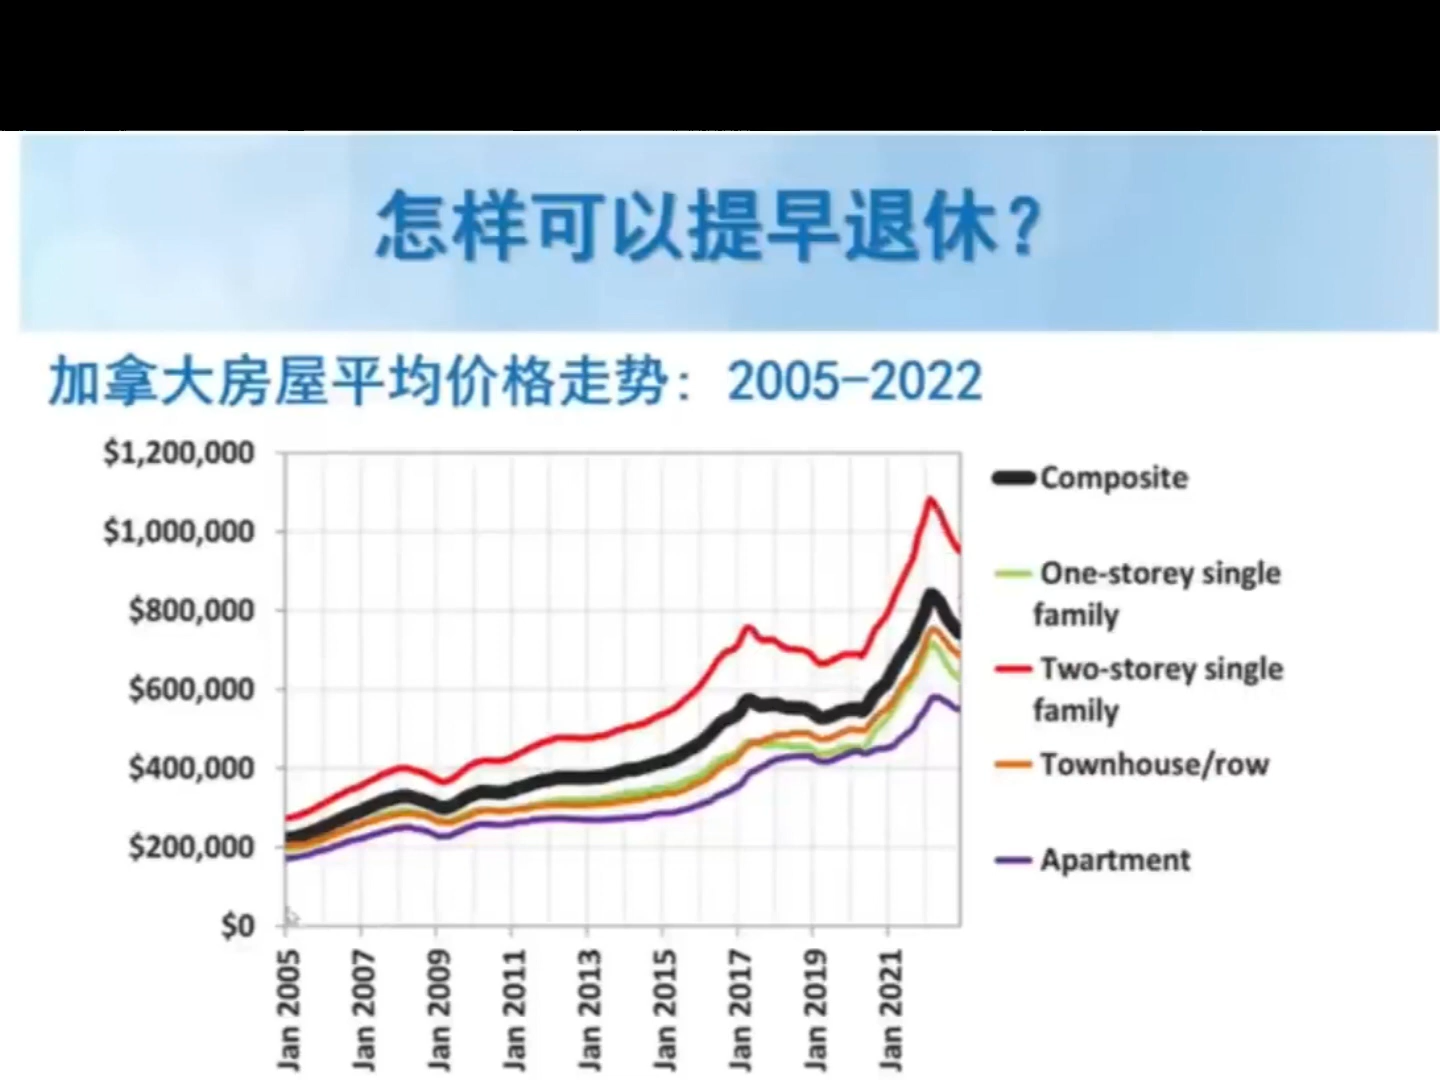 怎样可以提早退休?
加拿大房屋平均价格走势: 2005-2022
$1,200,000
$1,000,000
$800,000
$600,000
$400,000
$200,000
$0
Jan 2005
Jan 2007
Jan 2009
Jan 2011
Jan 2013
Jan 2015
Jan 2017
Jan 2019
Jan 2021
Composite
One-storey single
family
Two-storey single
family
Townhouse/row
Apartment